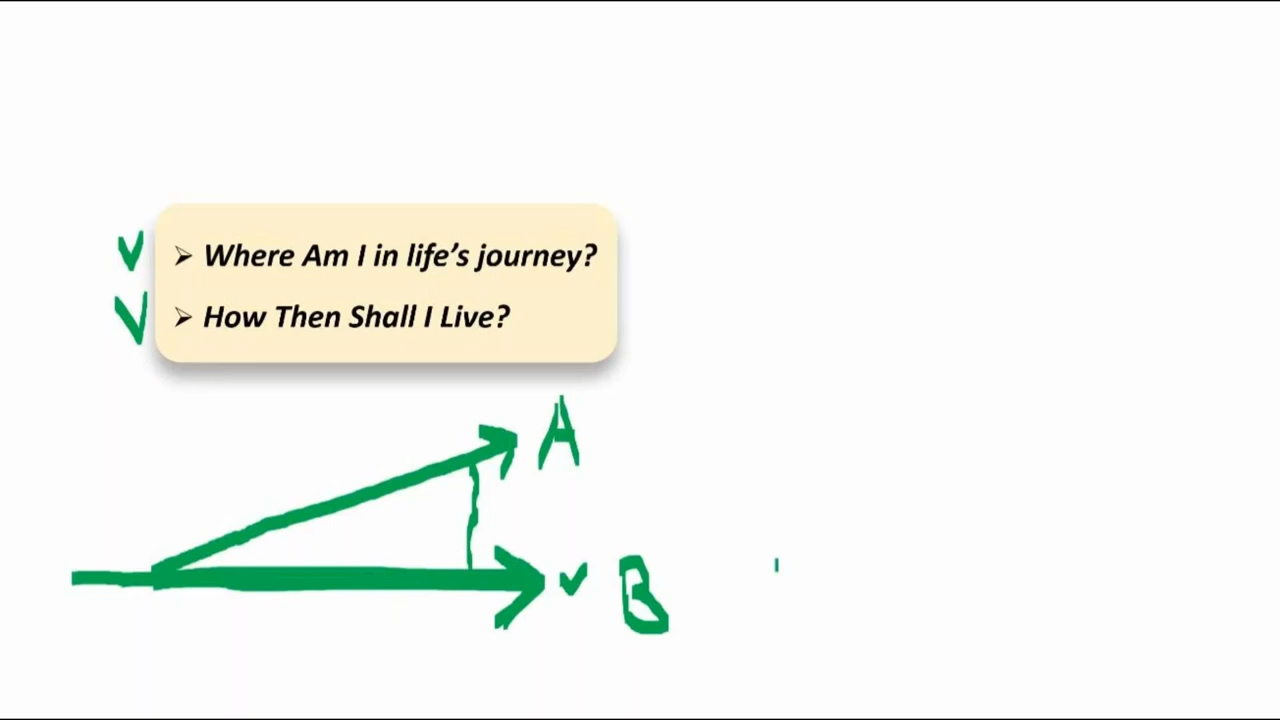 ➢ Where Am I in life's journey?
➢ How Then Shall I Live?
A
B